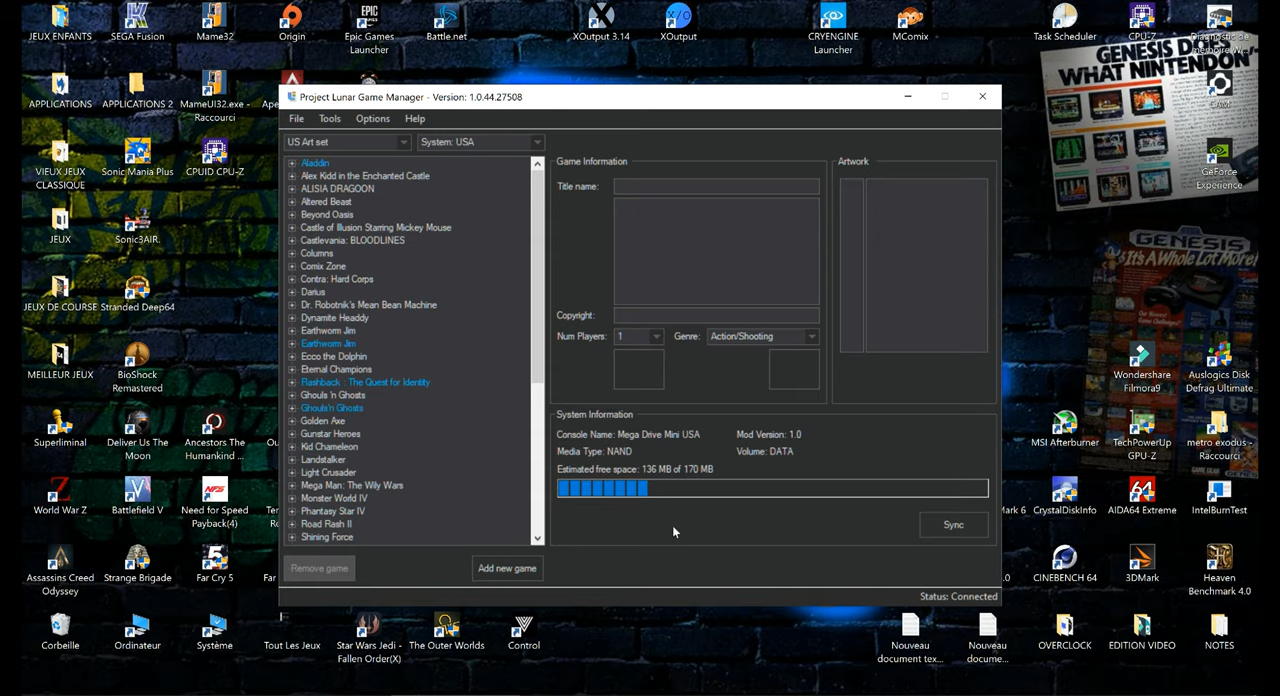 JEUX ENFANTS
SEGA Fusion
Mame32
Origin
Epic Games
Launcher
Battle.net
XOutput 3.14
XOutput
CRYENGINE
Launcher
MComix
Task Scheduler
CPU-Z
Diagnostic de
mémoire W...
GENESIS D
WHAT NINTENDON
APPLICATIONS
APPLICATIONS 2
MameUI32.exe -
Raccourci
VIEUX JEUX
CLASSIQUE
Sonic Mania Plus
CPUID CPU-Z
GeForce
Experience
JEUX
Sonic3AIR.
JEUX DE COURSE
Stranded Deep64
GENESIS
It's A Whole Lot More!
MEILLEUR JEUX
BioShock
Remastered
Wondershare
Filmora9
Auslogics Disk
Defrag Ultimate
Superliminal
Deliver Us The
Moon
Ancestors The
Humankind ...
MSI Afterburner
TechPowerUp
GPU-Z
metro exodus -
Raccourci
World War Z
Battlefield V
Need for Speed
Payback(4)
Mark 6
CrystalDiskInfo
AIDA64 Extreme
IntelBurnTest
Assassins Creed
Odyssey
Strange Brigade
Far Cry 5
Far
CINEBENCH 64
3DMark
Heaven
Benchmark 4.0
Corbeille
Ordinateur
Système
Tout Les Jeux
Star Wars Jedi -
Fallen Order(X)
The Outer Worlds
Control
Nouveau
document tex...
Nouveau
docume...
OVERCLOCK
EDITION VIDEO
NOTES
Project Lunar Game Manager - Version: 1.0.44.27508
File Tools Options Help
US Art set System: USA
Aladdin
Alex Kidd in the Enchanted Castle
ALISIA DRAGOON
Altered Beast
Beyond Oasis
Castle of Illusion Starring Mickey Mouse
Castlevania: BLOODLINES
Columns
Comix Zone
Contra: Hard Corps
Darius
Dr. Robotnik's Mean Bean Machine
Dynamite Headdy
Earthworm Jim
Earthworm Jim
Ecco the Dolphin
Eternal Champions
Flashback : The Quest for Identity
Ghouls 'n Ghosts
Ghouls'n Ghosts
Golden Axe
Gunstar Heroes
Kid Chameleon
Landstalker
Light Crusader
Mega Man: The Wily Wars
Monster World IV
Phantasy Star IV
Road Rash II
Shining Force
Remove game
Add new game
Game Information
Title name:
Copyright:
Num Players: 1 Genre: Action/Shooting
Artwork
System Information
Console Name: Mega Drive Mini USA Mod Version: 1.0
Media Type: NAND Volume: DATA
Estimated free space: 136 MB of 170 MB
Sync
Status: Connected